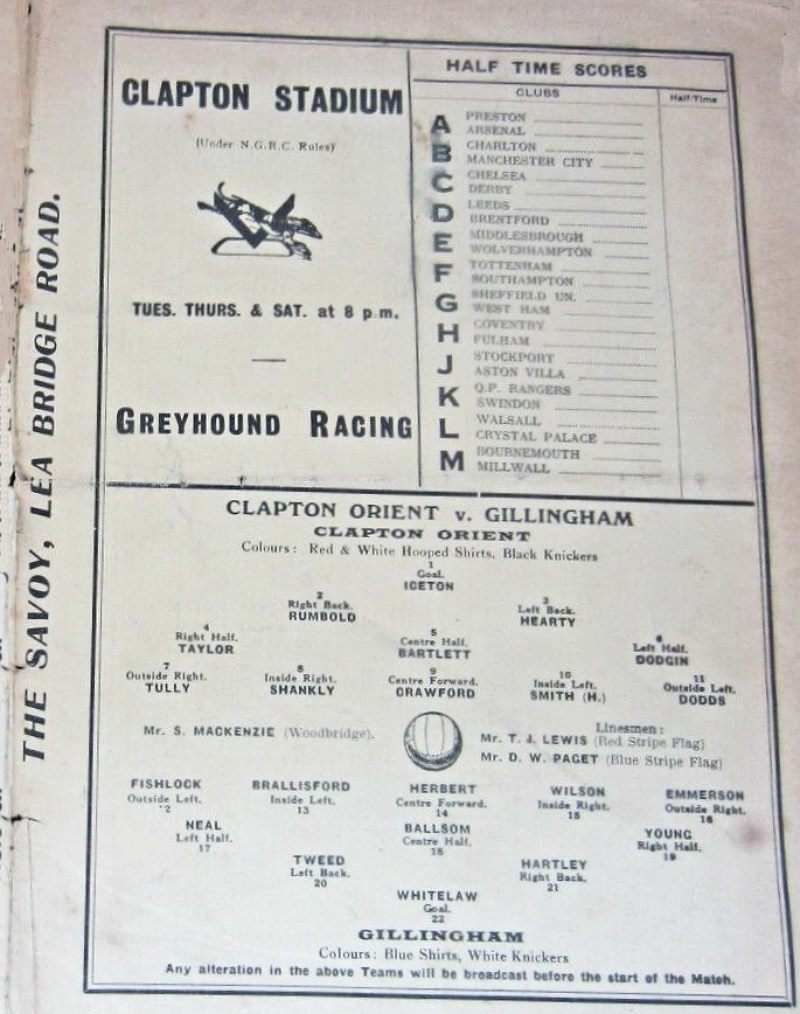 THE SAVOY, LEA BRIDGE ROAD.
CLAPTON STADIUM
(Under N.G.R.C. Rules)
TUES. THURS. & SAT. at 8 p.m.
GREYHOUND RACING
HALF TIME SCORES
CLUBS Half-Time
A PRESTON
ARSENAL
B CHARLTON
MANCHESTER CITY
C CHELSEA
DERBY
D LEEDS
BRENTFORD
E MIDDLESBROUGH
WOLVERHAMPTON
F TOTTENHAM
SOUTHAMPTON
G SHEFFIELD UN.
WEST HAM
H COVENTRY
FULHAM
J STOCKPORT
ASTON VILLA
K Q.P. RANGERS
SWINDON
L WALSALL
CRYSTAL PALACE
M BOURNEMOUTH
MILLWALL
CLAPTON ORIENT v. GILLINGHAM
CLAPTON ORIENT
Colours: Red & White Hooped Shirts, Black Knickers
1
Goal.
ICETON
2 3
Right Back. Left Back.
RUMBOLD HEARTY
4 5 6
Right Half. Centre Half. Left Half.
TAYLOR BARTLETT DODGIN
7 8 9 10 11
Outside Right. Inside Right. Centre Forward. Inside Left. Outside Left.
TULLY SHANKLY CRAWFORD SMITH (H.) DODDS
Mr. S. MACKENZIE (Woodbridge).
Linesmen:
Mr. T. J. LEWIS (Red Stripe Flag)
Mr. D. W. PAGET (Blue Stripe Flag)
FISHLOCK BRALLISFORD HERBERT WILSON EMMERSON
Outside Left. Inside Left. Centre Forward. Inside Right. Outside Right.
12 13 14 15 16
NEAL BALLSOM YOUNG
Left Half. Centre Half. Right Half.
17 18 19
TWEED HARTLEY
Left Back. Right Back.
20 21
WHITELAW
Goal.
22
GILLINGHAM
Colours: Blue Shirts, White Knickers
Any alteration in the above Teams will be broadcast before the start of the Match.